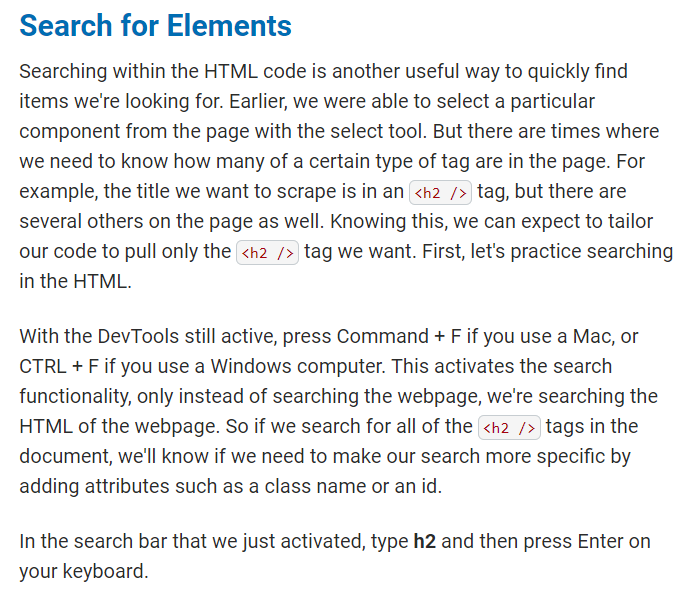 Search for Elements
Searching within the HTML code is another useful way to quickly find
items we're looking for. Earlier, we were able to select a particular
component from the page with the select tool. But there are times where
we need to know how many of a certain type of tag are in the page. For
example, the title we want to scrape is in an <h2 /> tag, but there are
several others on the page as well. Knowing this, we can expect to tailor
our code to pull only the <h2 /> tag we want. First, let's practice searching
in the HTML.
With the DevTools still active, press Command + F if you use a Mac, or
CTRL + F if you use a Windows computer. This activates the search
functionality, only instead of searching the webpage, we're searching the
HTML of the webpage. So if we search for all of the <h2 /> tags in the
document, we'll know if we need to make our search more specific by
adding attributes such as a class name or an id.
In the search bar that we just activated, type h2 and then press Enter on
your keyboard.